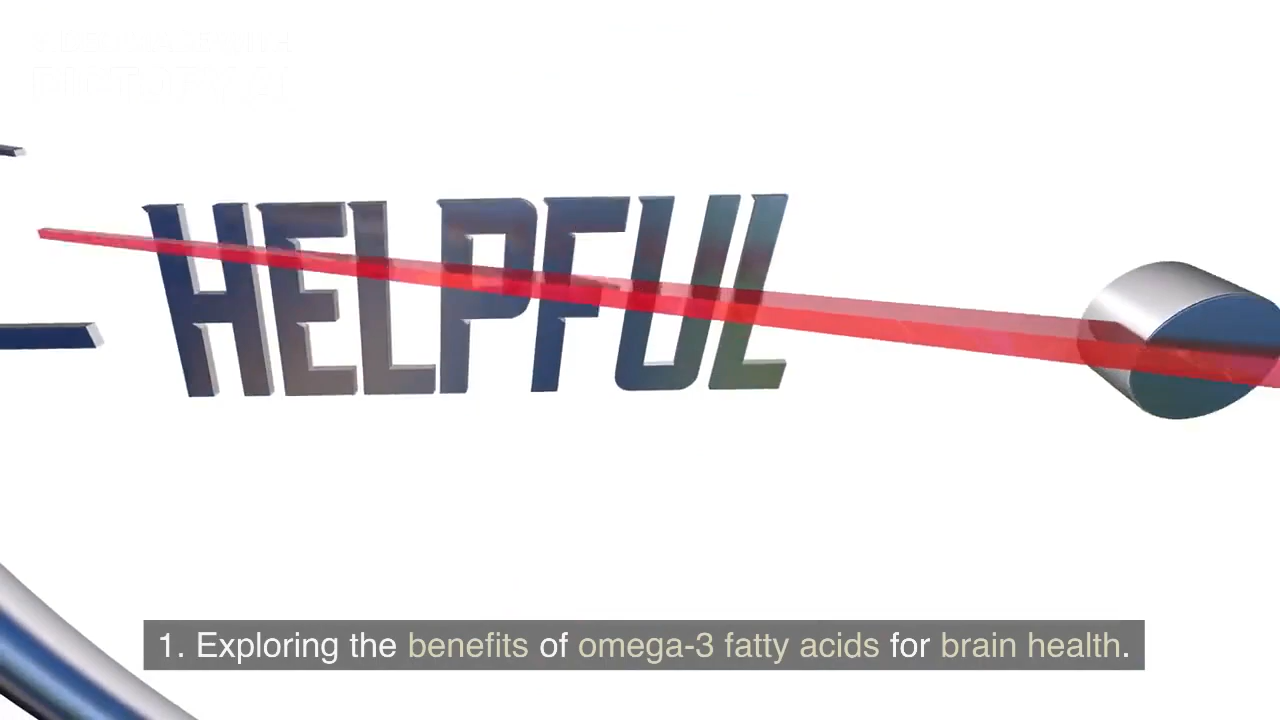 HELPFUL
1. Exploring the benefits of omega-3 fatty acids for brain health.